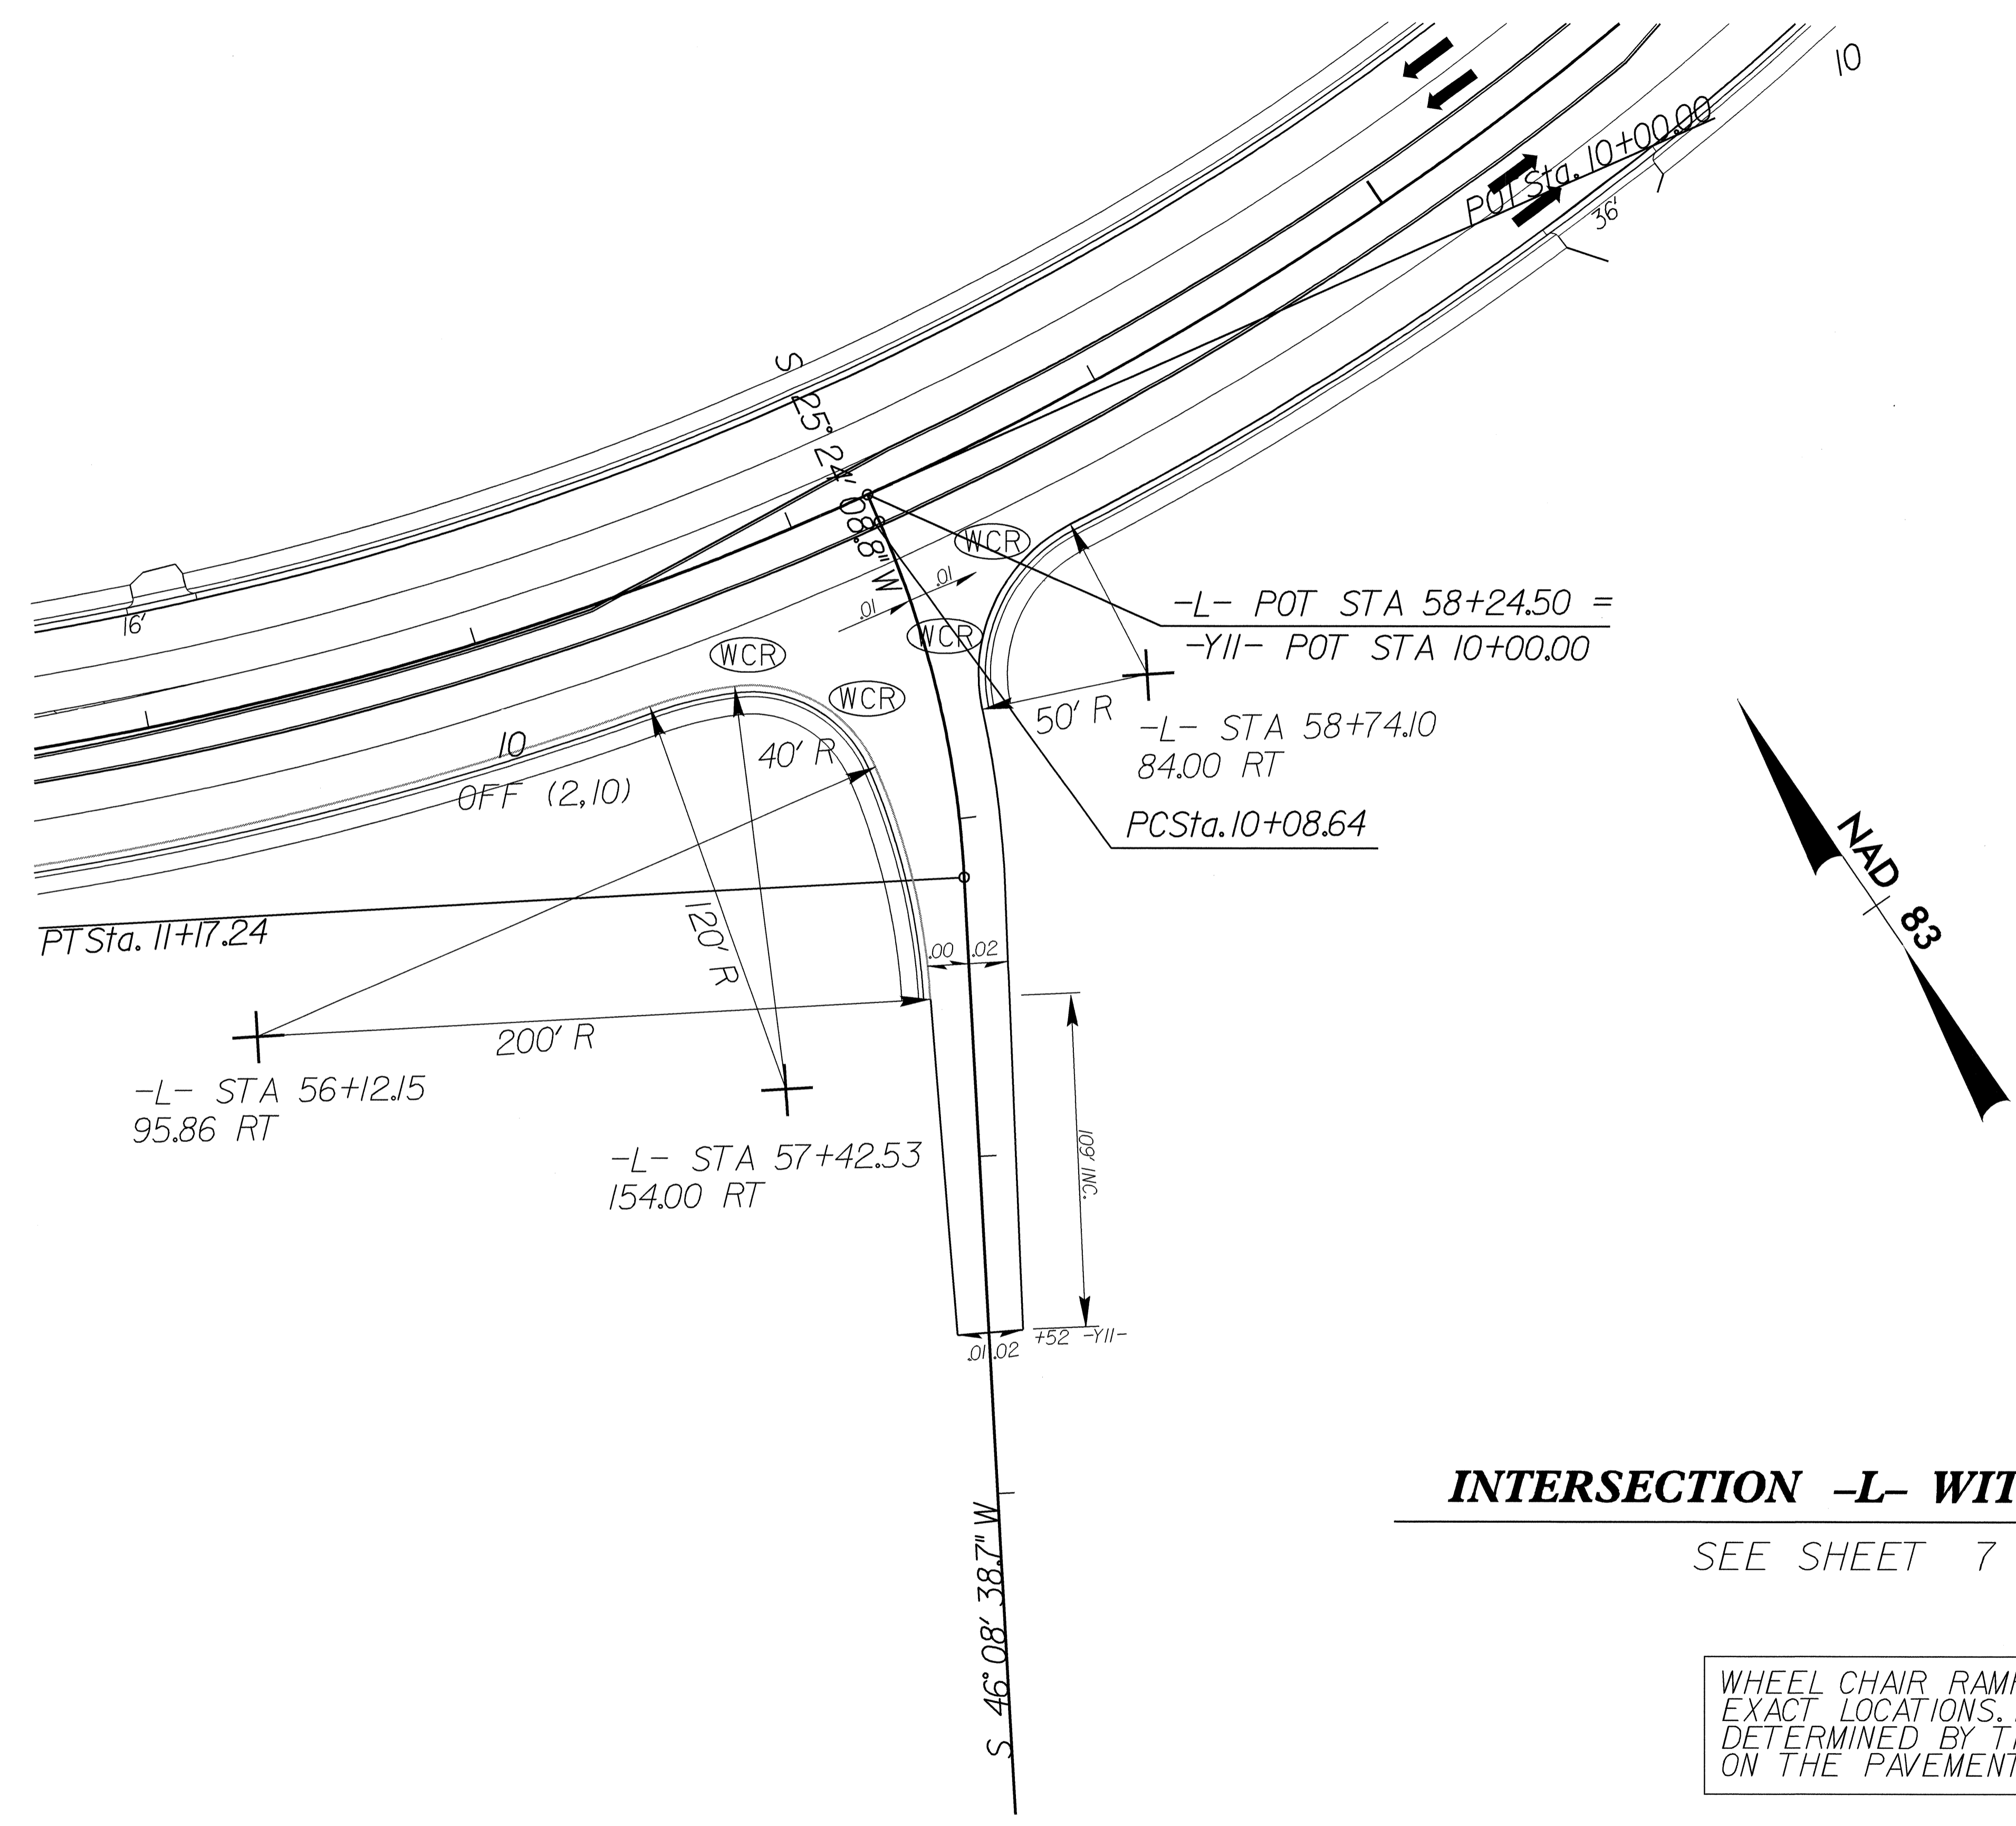 10
POT Sta. 10+00.00
36'
S 25° 24' 08.8" W
16'
WCR
.01
.01
WCR
WCR
WCR
-L- POT STA 58+24.50 =
-Y11- POT STA 10+00.00
50' R
-L- STA 58+74.10
84.00 RT
10
OFF (2,10)
40' R
PC Sta. 10+08.64
NAD 83
PT Sta. 11+17.24
120' R
.00
.02
200' R
-L- STA 56+12.15
95.86 RT
-L- STA 57+42.53
154.00 RT
109' INC.
+52 -Y11-
.01
.02
INTERSECTION -L- WIT
SEE SHEET 7
S 46° 08' 38.7" W
WHEEL CHAIR RAM
EXACT LOCATIONS.
DETERMINED BY T
ON THE PAVEMENT